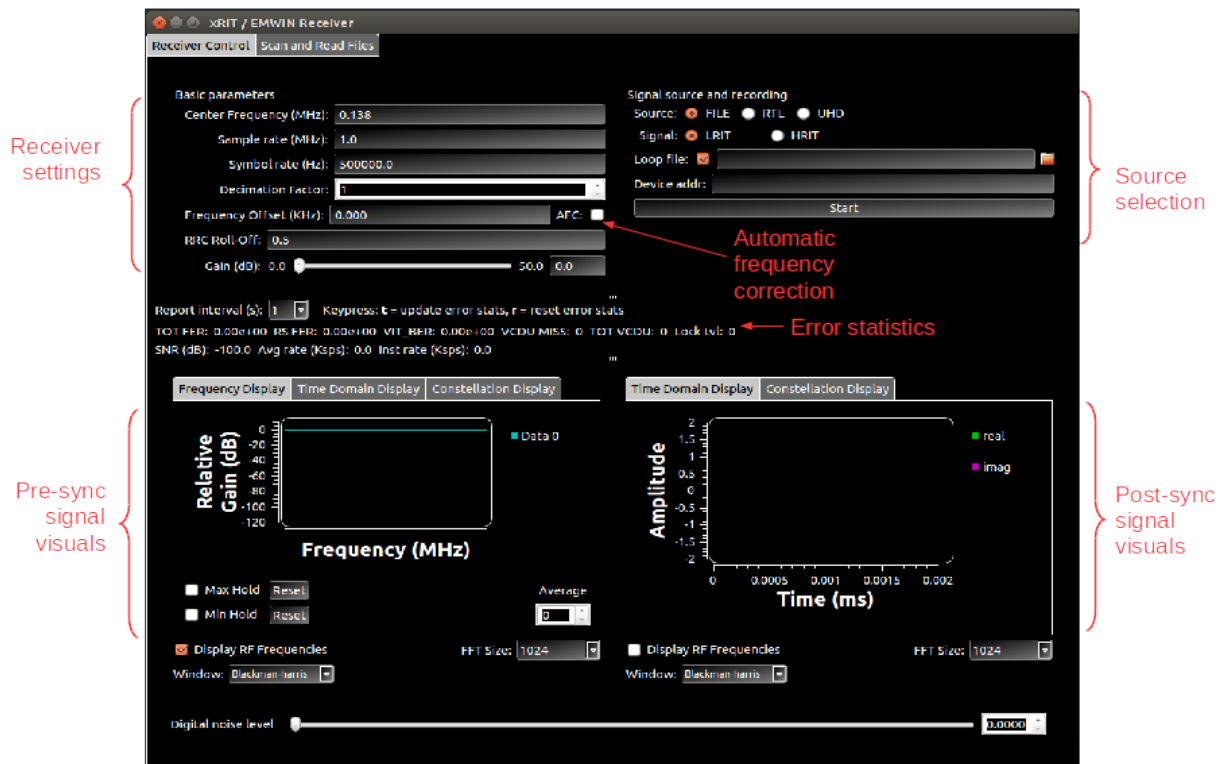 xRIT / EMWIN Receiver
Receiver Control Scan and Read Files
Basic parameters
Center Frequency (MHz): 0.138
Sample rate (MHz): 1.0
Symbol rate (Hz): 500000.0
Decimation Factor: 1
Frequency Offset (KHz): 0.000 AFC:
RRC Roll-Off: 0.5
Gain (dB): 0.0 50.0 0.0
Signal source and recording
Source: FILE RTL UHD
Signal: LRIT HRIT
Loop file:
Device addr:
Start
Receiver
settings
Source
selection
Automatic
frequency
correction
Report interval (s): 1 Keypress: t = update error stats, r = reset error stats
TOT FER: 0.00e+00 RS FER: 0.00e+00 VIT_BER: 0.00e+00 VCDU MISS: 0 TOT VCDU: 0 Lock Lvl: 0
Error statistics
SNR (dB): -100.0 Avg rate (Ksps): 0.0 Inst rate (Ksps): 0.0
Frequency Display Time Domain Display Constellation Display
Relative
Gain (dB)
0
-20
-40
-60
-80
-100
-120
Data 0
Frequency (MHz)
Max Hold Reset
Min Hold Reset
Average
0
Display RF Frequencies FFT Size: 1024
Window: Blackman-harris
Pre-sync
signal
visuals
Time Domain Display Constellation Display
Amplitude
2
1.5
1
0.5
0
-0.5
-1
-1.5
-2
real
imag
0 0.0005 0.001 0.0015 0.002
Time (ms)
Display RF Frequencies FFT Size: 1024
Window: Blackman-harris
Post-sync
signal
visuals
Digital noise level 0.0000